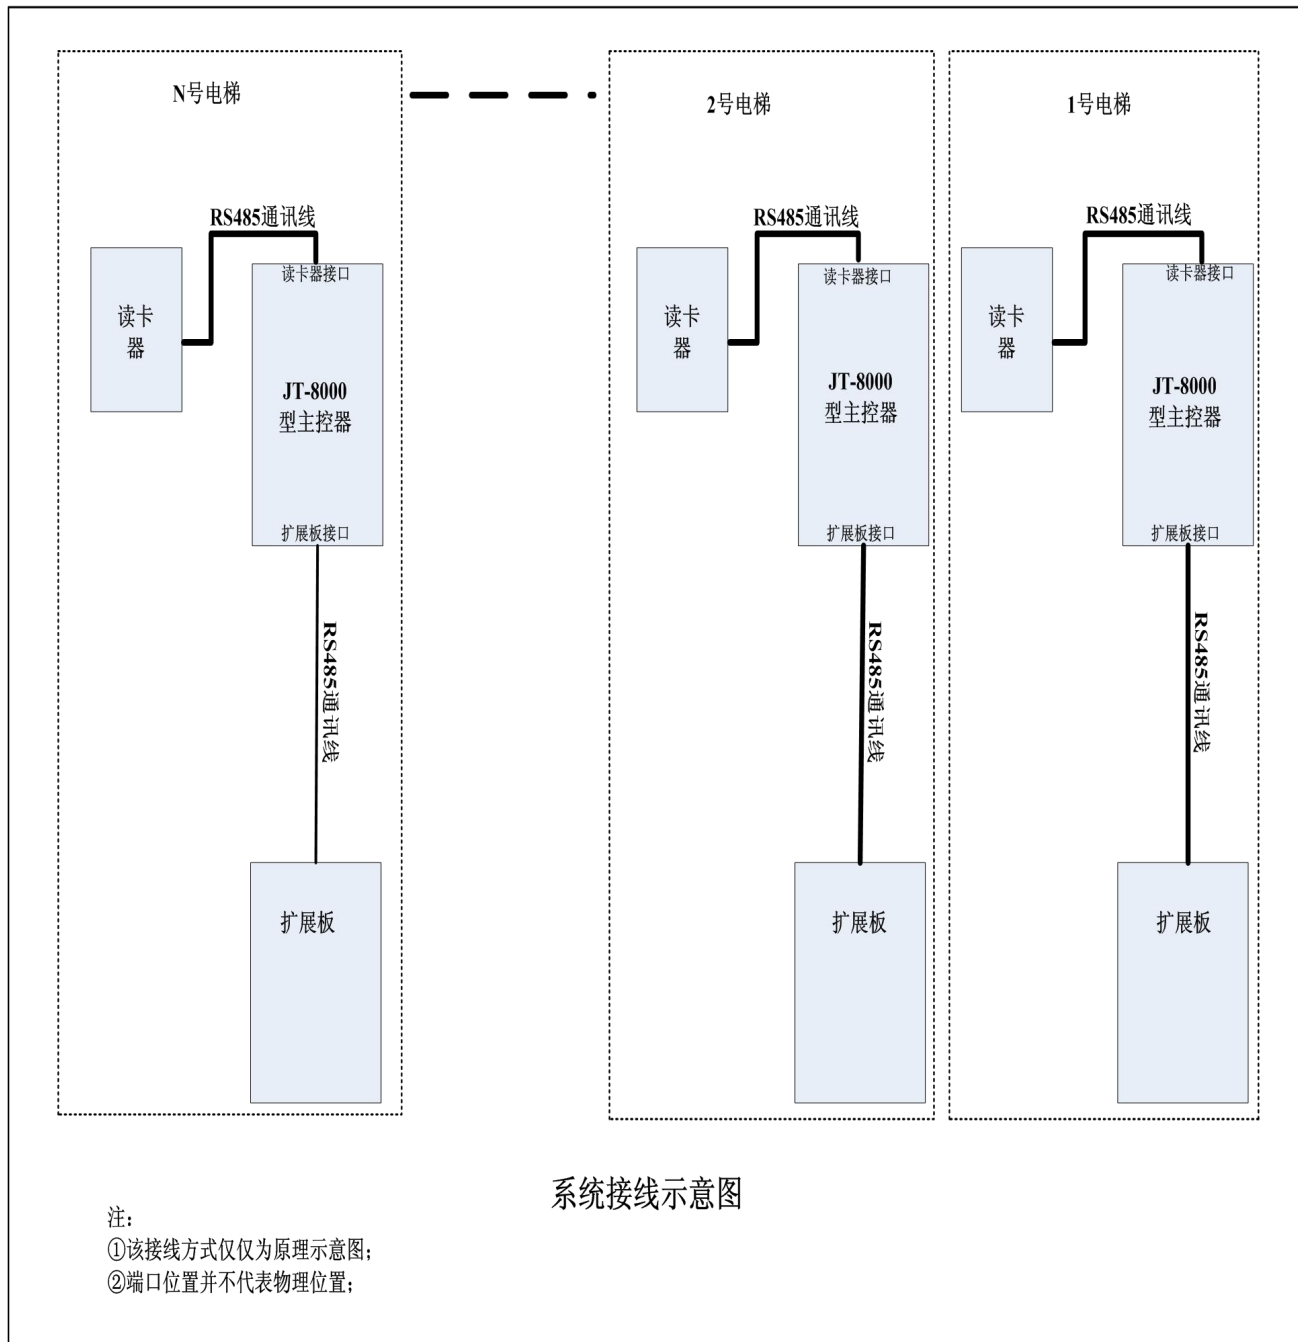 N号电梯
RS485通讯线
读卡器接口
读卡
器
JT-8000
型主控器
扩展板接口
RS485通讯线
扩展板
2号电梯
RS485通讯线
读卡器接口
读卡
器
JT-8000
型主控器
扩展板接口
RS485通讯线
扩展板
1号电梯
RS485通讯线
读卡器接口
读卡
器
JT-8000
型主控器
扩展板接口
RS485通讯线
扩展板
系统接线示意图
注：
①该接线方式仅仅为原理示意图；
②端口位置并不代表物理位置；